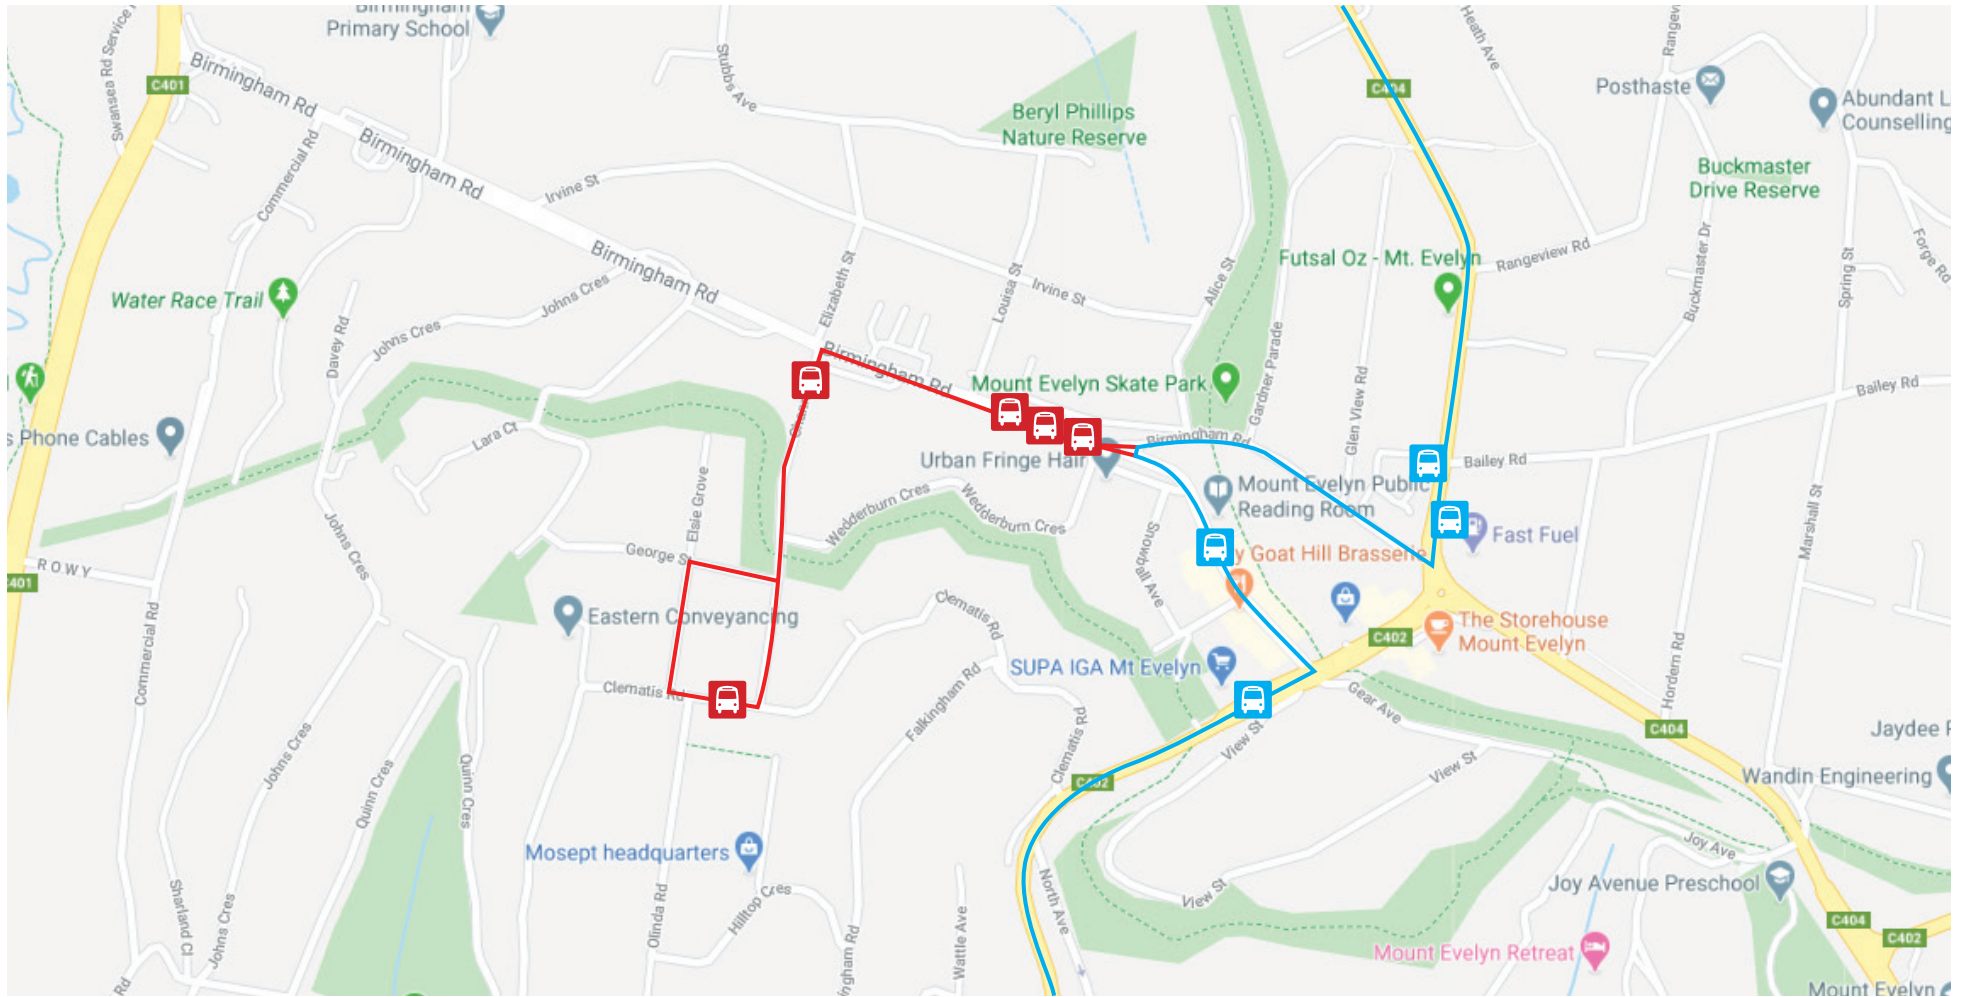 Birmingham
Primary School
Swansea Rd Service
C401
Birmingham Rd
Stubbs Ave
Beryl Phillips
Nature Reserve
C404
Heath Ave
Posthaste
Abundant L
Counselling
Buckmaster
Drive Reserve
Birmingham Rd
Commercial Rd
Irvine St
Birmingham Rd
Elizabeth St
Louisa St
Irvine St
Alice St
Futsal Oz - Mt. Evelyn
Rangeview Rd
Buckmaster Dr
Spring St
Forge Rd
Water Race Trail
Johns Cres
Johns Cres
Davey Rd
Birmingham Rd
Mount Evelyn Skate Park
Gardner Parade
Glen View Rd
Bailey Rd
s Phone Cables
Lara Ct
Birmingham Rd
Urban Fringe Hair
Bailey Rd
Elsie Grove
Wedderburn Cres
Wedderburn Cres
Mount Evelyn Public
Reading Room
Marshall St
Johns Cres
George S
Snowball Ave
y Goat Hill Brasserie
Fast Fuel
ROWY
C401
Commercial Rd
Eastern Conveyancing
Clematis Rd
C402
The Storehouse
Mount Evelyn
Hordern Rd
SUPA IGA Mt Evelyn
Clematis Rd
Falkingham Rd
Clematis Rd
Gear Ave
View St
View St
C404
Jaydee
Wandin Engineering
Johns Cres
Quinn Cres
Quinn Cres
C402
Mosept headquarters
Joy Ave
Joy Avenue Preschool
Sharland Cl
Johns Cres
Olinda Rd
Hilltop Cres
Wattle Ave
North Ave
View St
C404
C402
Mount Evelyn Retreat
Rd
ingham Rd
Mount Evelyn